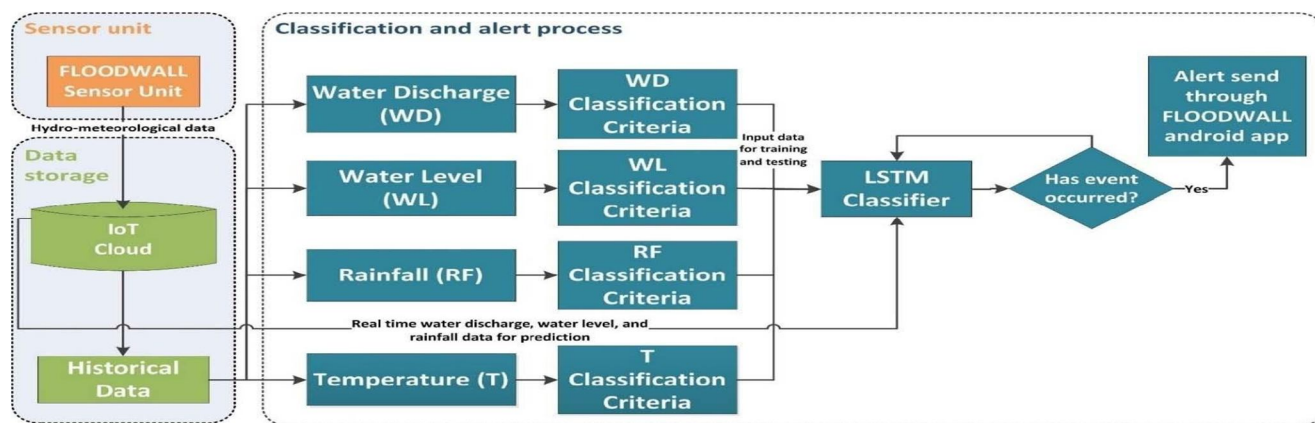 Sensor unit
FLOODWALL
Sensor Unit
Hydro-meteorological data
Data
storage
IoT
Cloud
Historical
Data
Classification and alert process
Water Discharge
(WD)
WD
Classification
Criteria
Water Level
(WL)
WL
Classification
Criteria
Rainfall (RF)
RF
Classification
Criteria
Real time water discharge, water level, and
rainfall data for prediction
Temperature (T)
T
Classification
Criteria
Input data
for training
and testing
LSTM
Classifier
Has event
occurred?
Yes
Alert send
through
FLOODWALL
android app